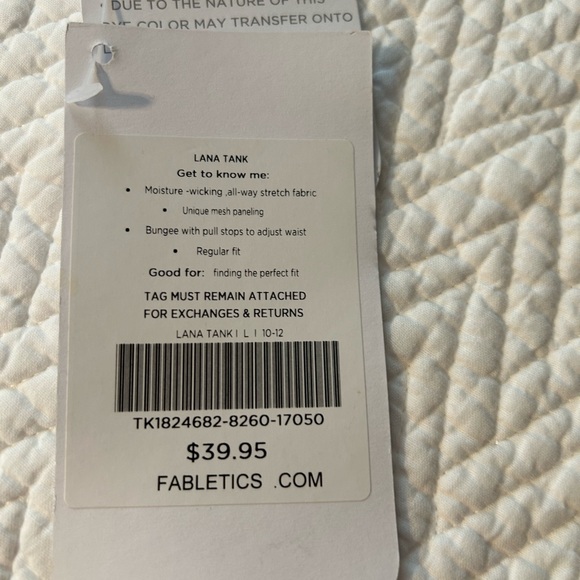 DUE TO THE NATURE OF THIS
DYE COLOR MAY TRANSFER ONTO
LANA TANK
Get to know me:
• Moisture -wicking ,all-way stretch fabric
• Unique mesh paneling
• Bungee with pull stops to adjust waist
• Regular fit
Good for: finding the perfect fit
TAG MUST REMAIN ATTACHED
FOR EXCHANGES & RETURNS
LANA TANK | L | 10-12
TK1824682-8260-17050
$39.95
FABLETICS .COM